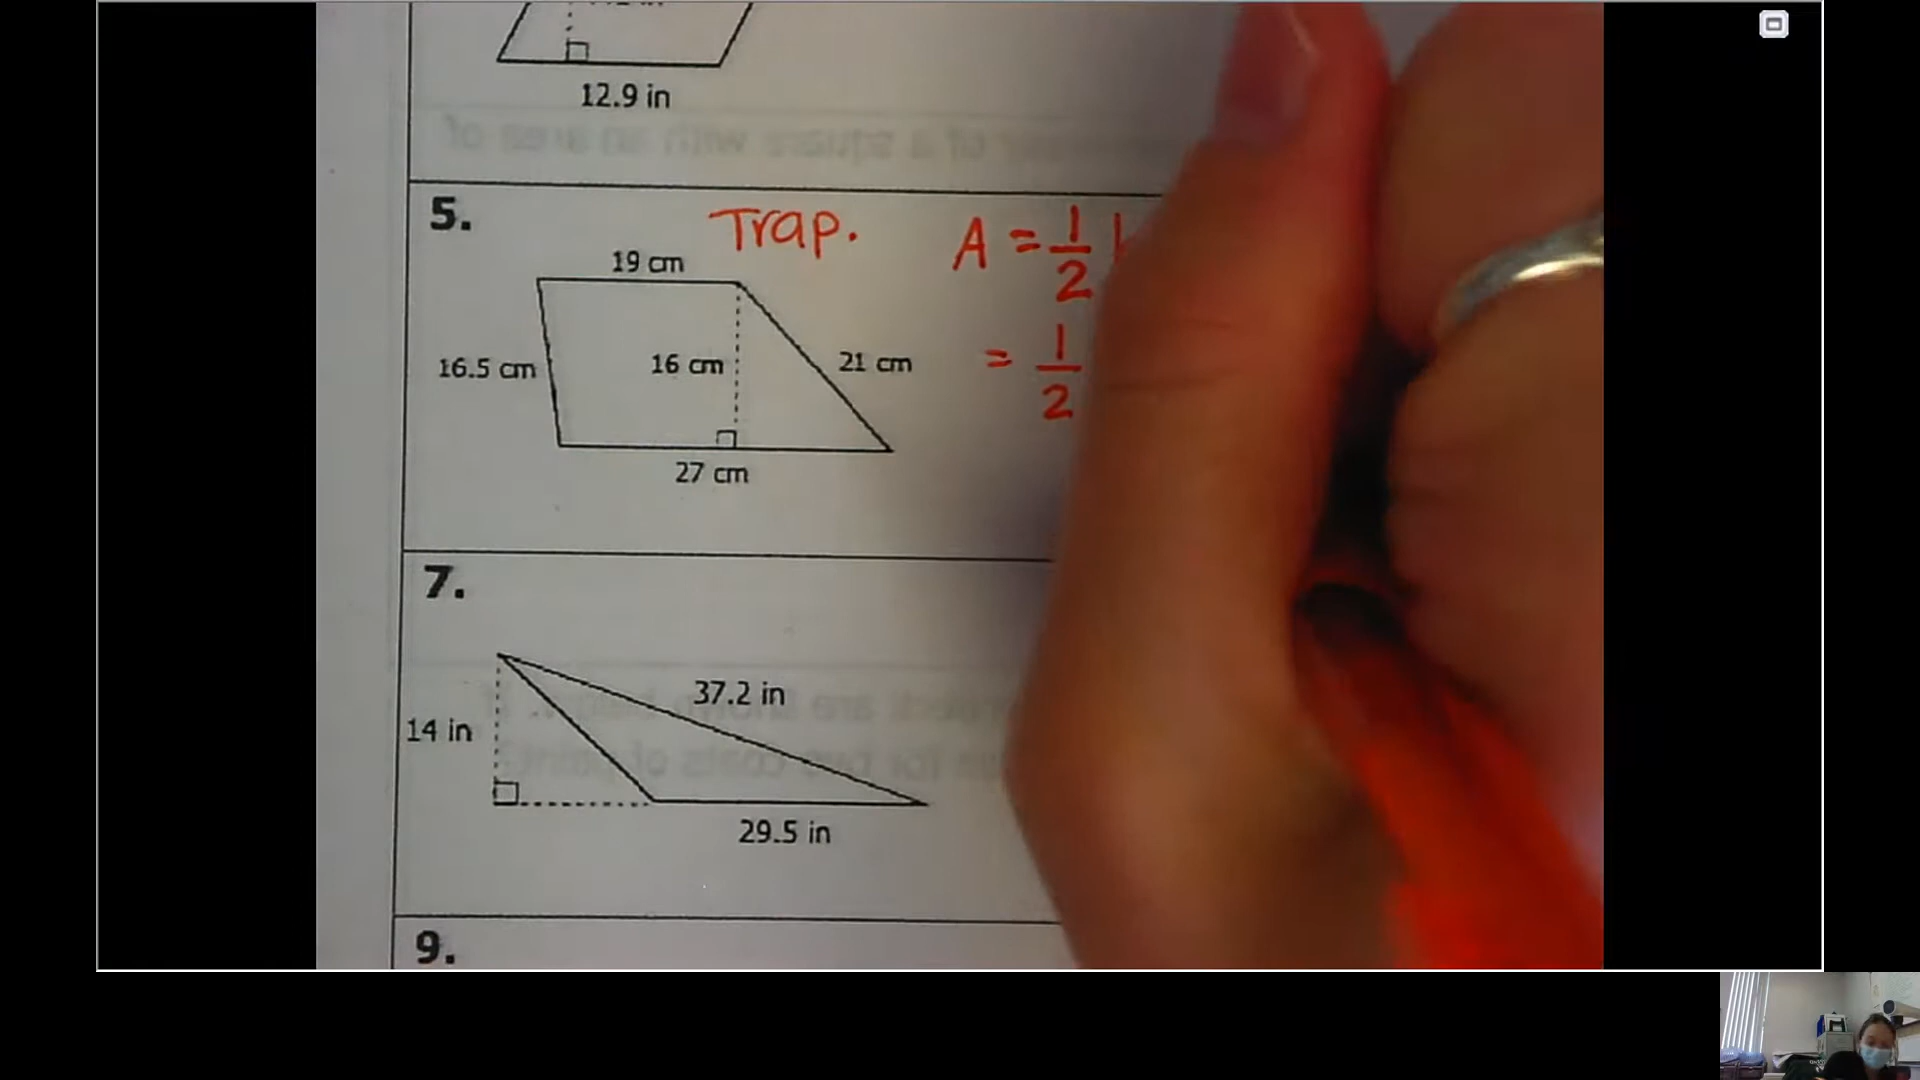 12.9 in
5.
Trap.
A = 1/2 h
19 cm
= 1/2
16.5 cm
16 cm
21 cm
27 cm
7.
37.2 in
14 in
29.5 in
9.